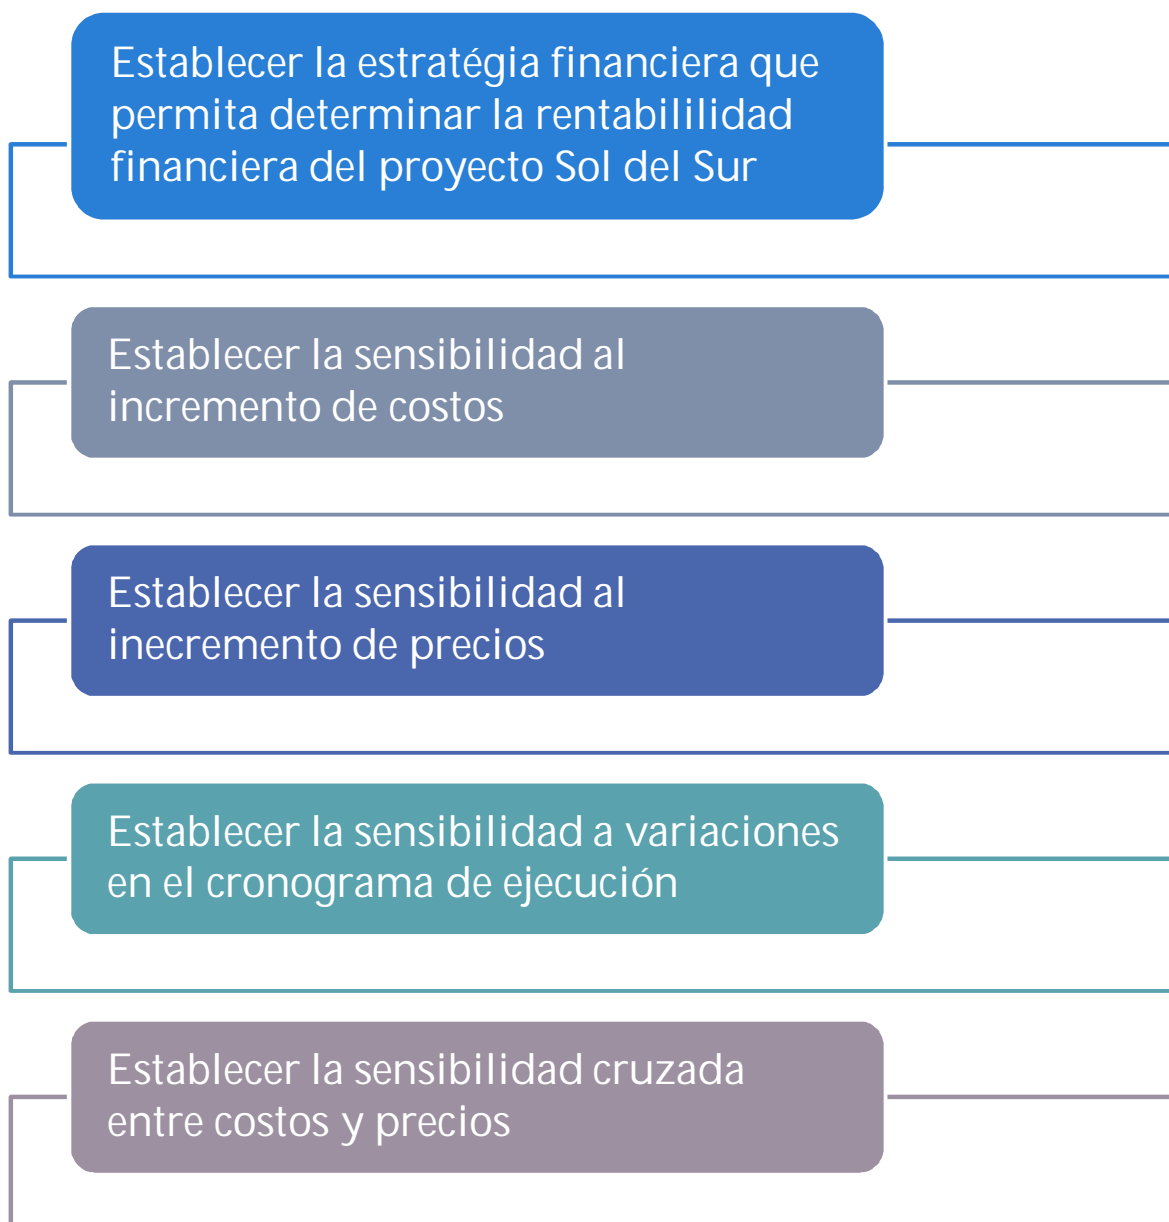 Establecer la estratégia financiera que
permita determinar la rentabililidad
financiera del proyecto Sol del Sur
Establecer la sensibilidad al
incremento de costos
Establecer la sensibilidad al
inecremento de precios
Establecer la sensibilidad a variaciones
en el cronograma de ejecución
Establecer la sensibilidad cruzada
entre costos y precios